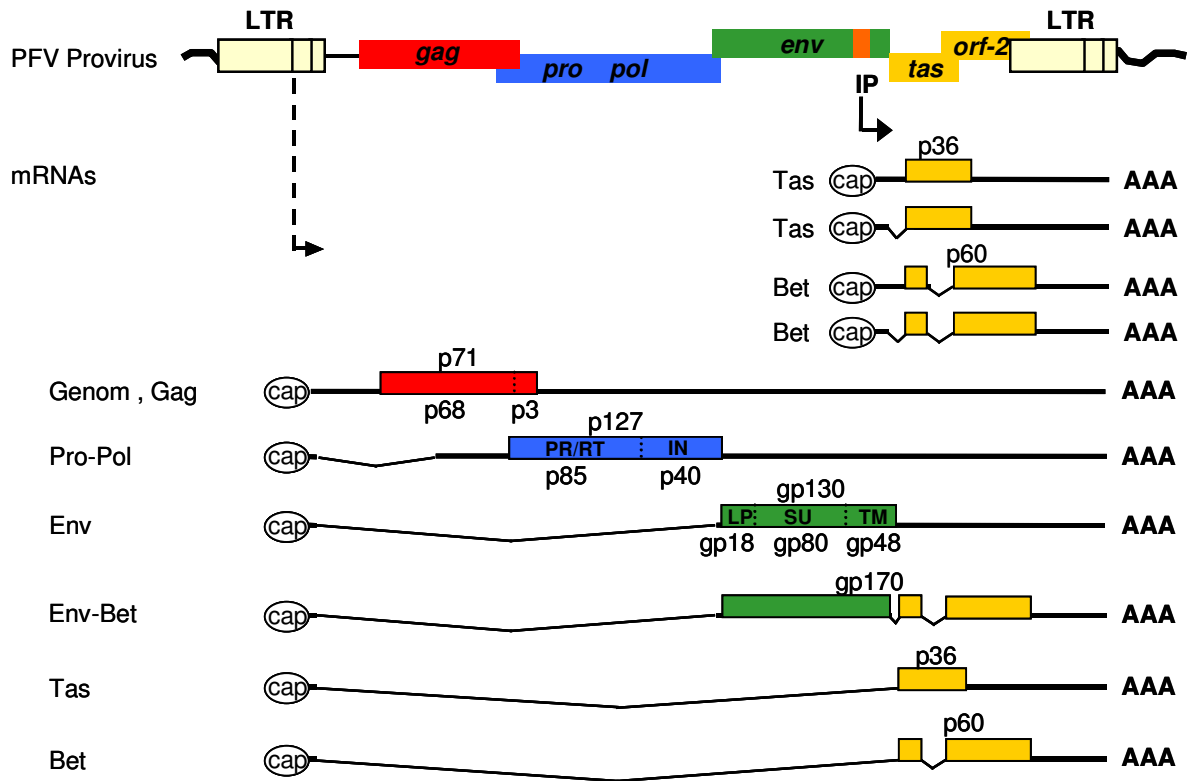 LTR LTR
PFV Provirus gag pro pol env tas orf-2
IP
mRNAs
p36
Tas cap AAA
Tas cap AAA
p60
Bet cap AAA
Bet cap AAA
p71
Genom , Gag cap AAA
p68 p3
p127
Pro-Pol cap PR/RT IN AAA
p85 p40
gp130
Env cap LP SU TM AAA
gp18 gp80 gp48
gp170
Env-Bet cap AAA
p36
Tas cap AAA
p60
Bet cap AAA